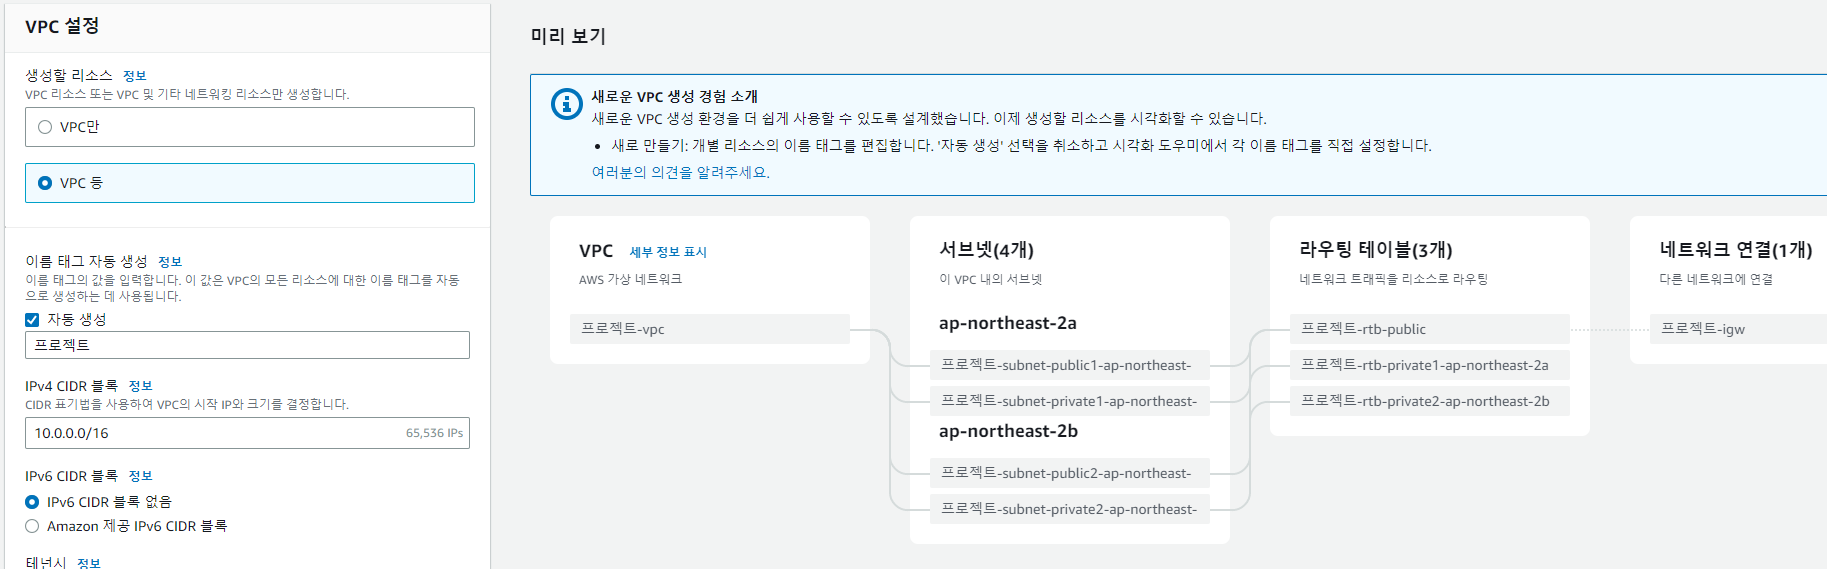 VPC 설정
생성할 리소스 정보
VPC 리소스 또는 VPC 및 기타 네트워킹 리소스만 생성합니다.
VPC만
VPC 등
이름 태그 자동 생성 정보
이름 태그의 값을 입력합니다. 이 값은 VPC의 모든 리소스에 대한 이름 태그를 자동
으로 생성하는 데 사용됩니다.
자동 생성
프로젝트
IPv4 CIDR 블록 정보
CIDR 표기법을 사용하여 VPC의 시작 IP와 크기를 결정합니다.
10.0.0.0/16 65,536 IPs
IPv6 CIDR 블록 정보
IPv6 CIDR 블록 없음
Amazon 제공 IPv6 CIDR 블록
테넌시 정보
미리 보기
새로운 VPC 생성 경험 소개
새로운 VPC 생성 환경을 더 쉽게 사용할 수 있도록 설계했습니다. 이제 생성할 리소스를 시각화할 수 있습니다.
• 새로 만들기: 개별 리소스의 이름 태그를 편집합니다. '자동 생성' 선택을 취소하고 시각화 도우미에서 각 이름 태그를 직접 설정합니다.
여러분의 의견을 알려주세요.
VPC 세부 정보 표시
AWS 가상 네트워크
프로젝트-vpc
서브넷(4개)
이 VPC 내의 서브넷
ap-northeast-2a
프로젝트-subnet-public1-ap-northeast-
프로젝트-subnet-private1-ap-northeast-
ap-northeast-2b
프로젝트-subnet-public2-ap-northeast-
프로젝트-subnet-private2-ap-northeast-
라우팅 테이블(3개)
네트워크 트래픽을 리소스로 라우팅
프로젝트-rtb-public
프로젝트-rtb-private1-ap-northeast-2a
프로젝트-rtb-private2-ap-northeast-2b
네트워크 연결(1개)
다른 네트워크에 연결
프로젝트-igw